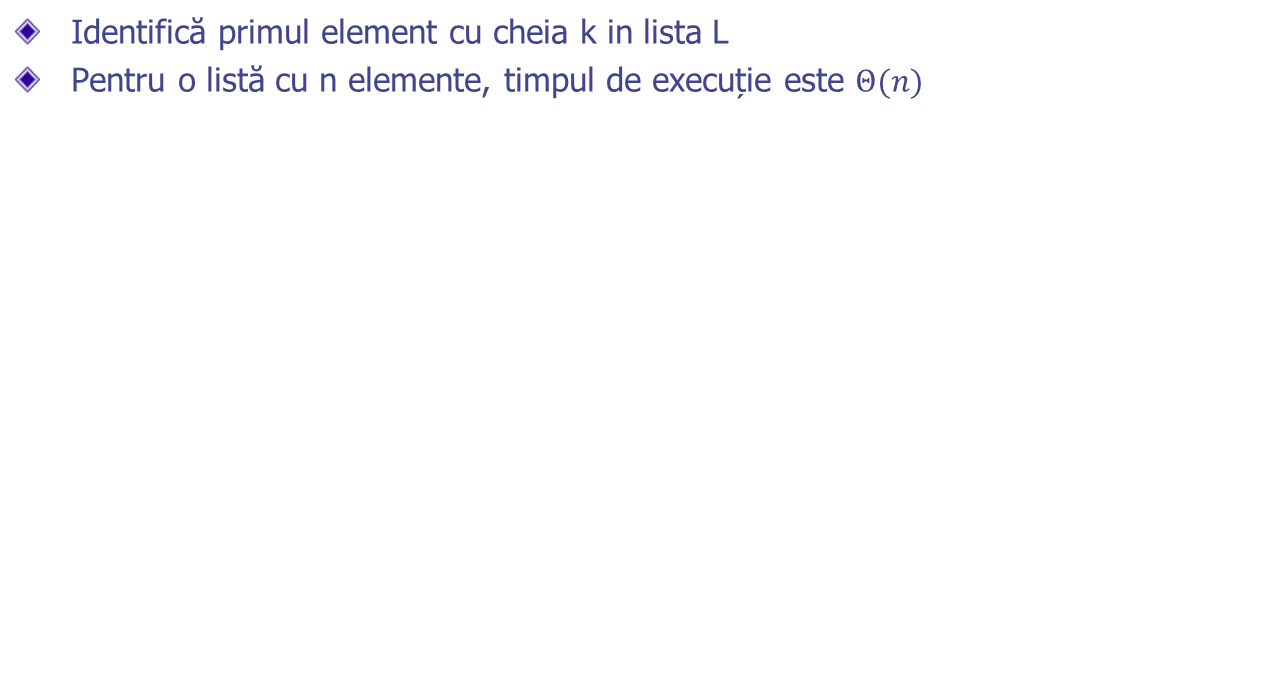 Identifică primul element cu cheia k in lista L
Pentru o listă cu n elemente, timpul de execuție este Θ(n)